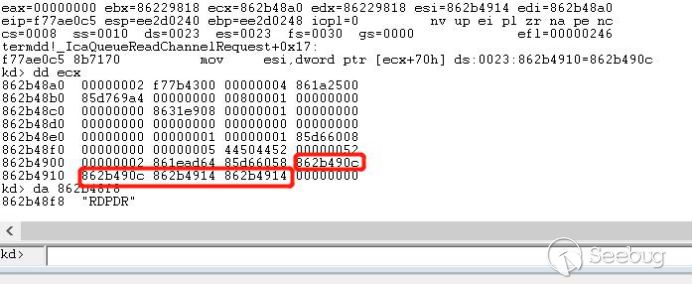 eax=00000000 ebx=86229818 ecx=862b48a0 edx=86229818 esi=862b4914 edi=862b48a0
eip=f77ae0c5 esp=ee2d0240 ebp=ee2d0248 iopl=0 nv up ei pl zr na pe nc
cs=0008 ss=0010 ds=0023 es=0023 fs=0030 gs=0000 efl=00000246
termdd!_IcaQueueReadChannelRequest+0x17:
f77ae0c5 8b7170 mov esi,dword ptr [ecx+70h] ds:0023:862b4910=862b490c
kd> dd ecx
862b48a0 00000002 f77b4300 00000004 861a2500
862b48b0 85d769a4 00000000 00800001 00000000
862b48c0 00000000 8631e908 00000000 00000001
862b48d0 00000000 00000000 00000000 00000000
862b48e0 00000000 00000001 00000001 85d66008
862b48f0 00000000 00000005 44504452 00000052
862b4900 00000002 861ead64 85d66058 862b490c
862b4910 862b490c 862b4914 862b4914 00000000
kd> da 862b48f8
862b48f8 "RDPDR"
kd>
Seebug